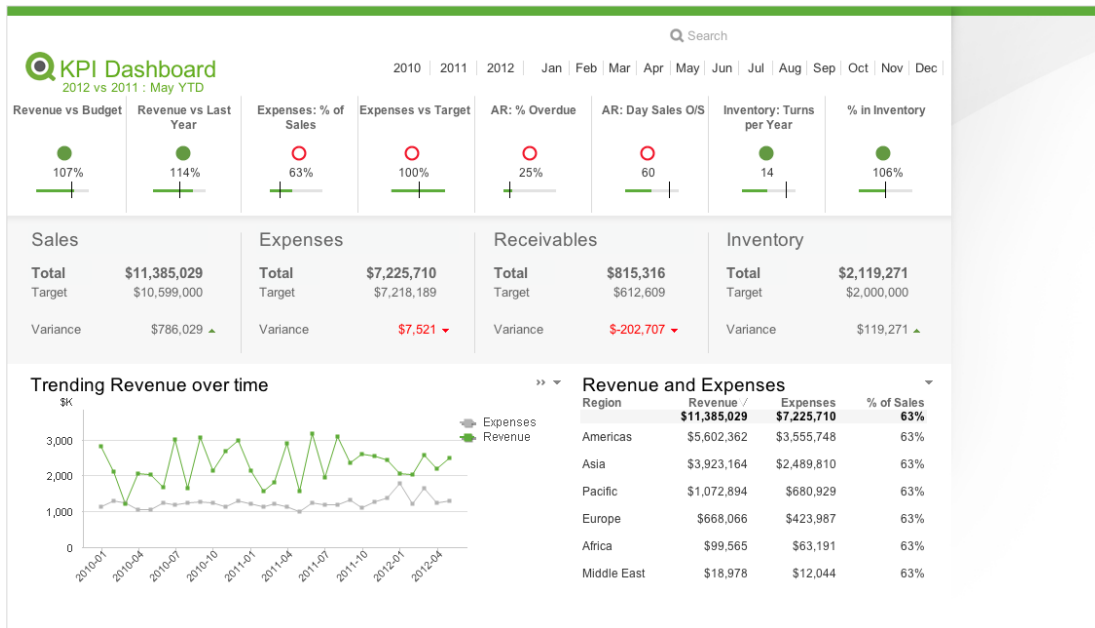 Search
KPI Dashboard
2012 vs 2011 : May YTD
2010 2011 2012 Jan Feb Mar Apr May Jun Jul Aug Sep Oct Nov Dec
Revenue vs Budget
107%
Revenue vs Last
Year
114%
Expenses: % of
Sales
63%
Expenses vs Target
100%
AR: % Overdue
25%
AR: Day Sales O/S
60
Inventory: Turns
per Year
14
% in Inventory
106%
Sales
Total $11,385,029
Target $10,599,000
Variance $786,029
Expenses
Total $7,225,710
Target $7,218,189
Variance $7,521
Receivables
Total $815,316
Target $612,609
Variance $-202,707
Inventory
Total $2,119,271
Target $2,000,000
Variance $119,271
Trending Revenue over time
$K
3,000
2,000
1,000
0
2010-01 2010-04 2010-07 2010-10 2011-01 2011-04 2011-07 2011-10 2012-01 2012-04
Expenses
Revenue
Revenue and Expenses
Region Revenue / Expenses % of Sales
$11,385,029 $7,225,710 63%
Americas $5,602,362 $3,555,748 63%
Asia $3,923,164 $2,489,810 63%
Pacific $1,072,894 $680,929 63%
Europe $668,066 $423,987 63%
Africa $99,565 $63,191 63%
Middle East $18,978 $12,044 63%